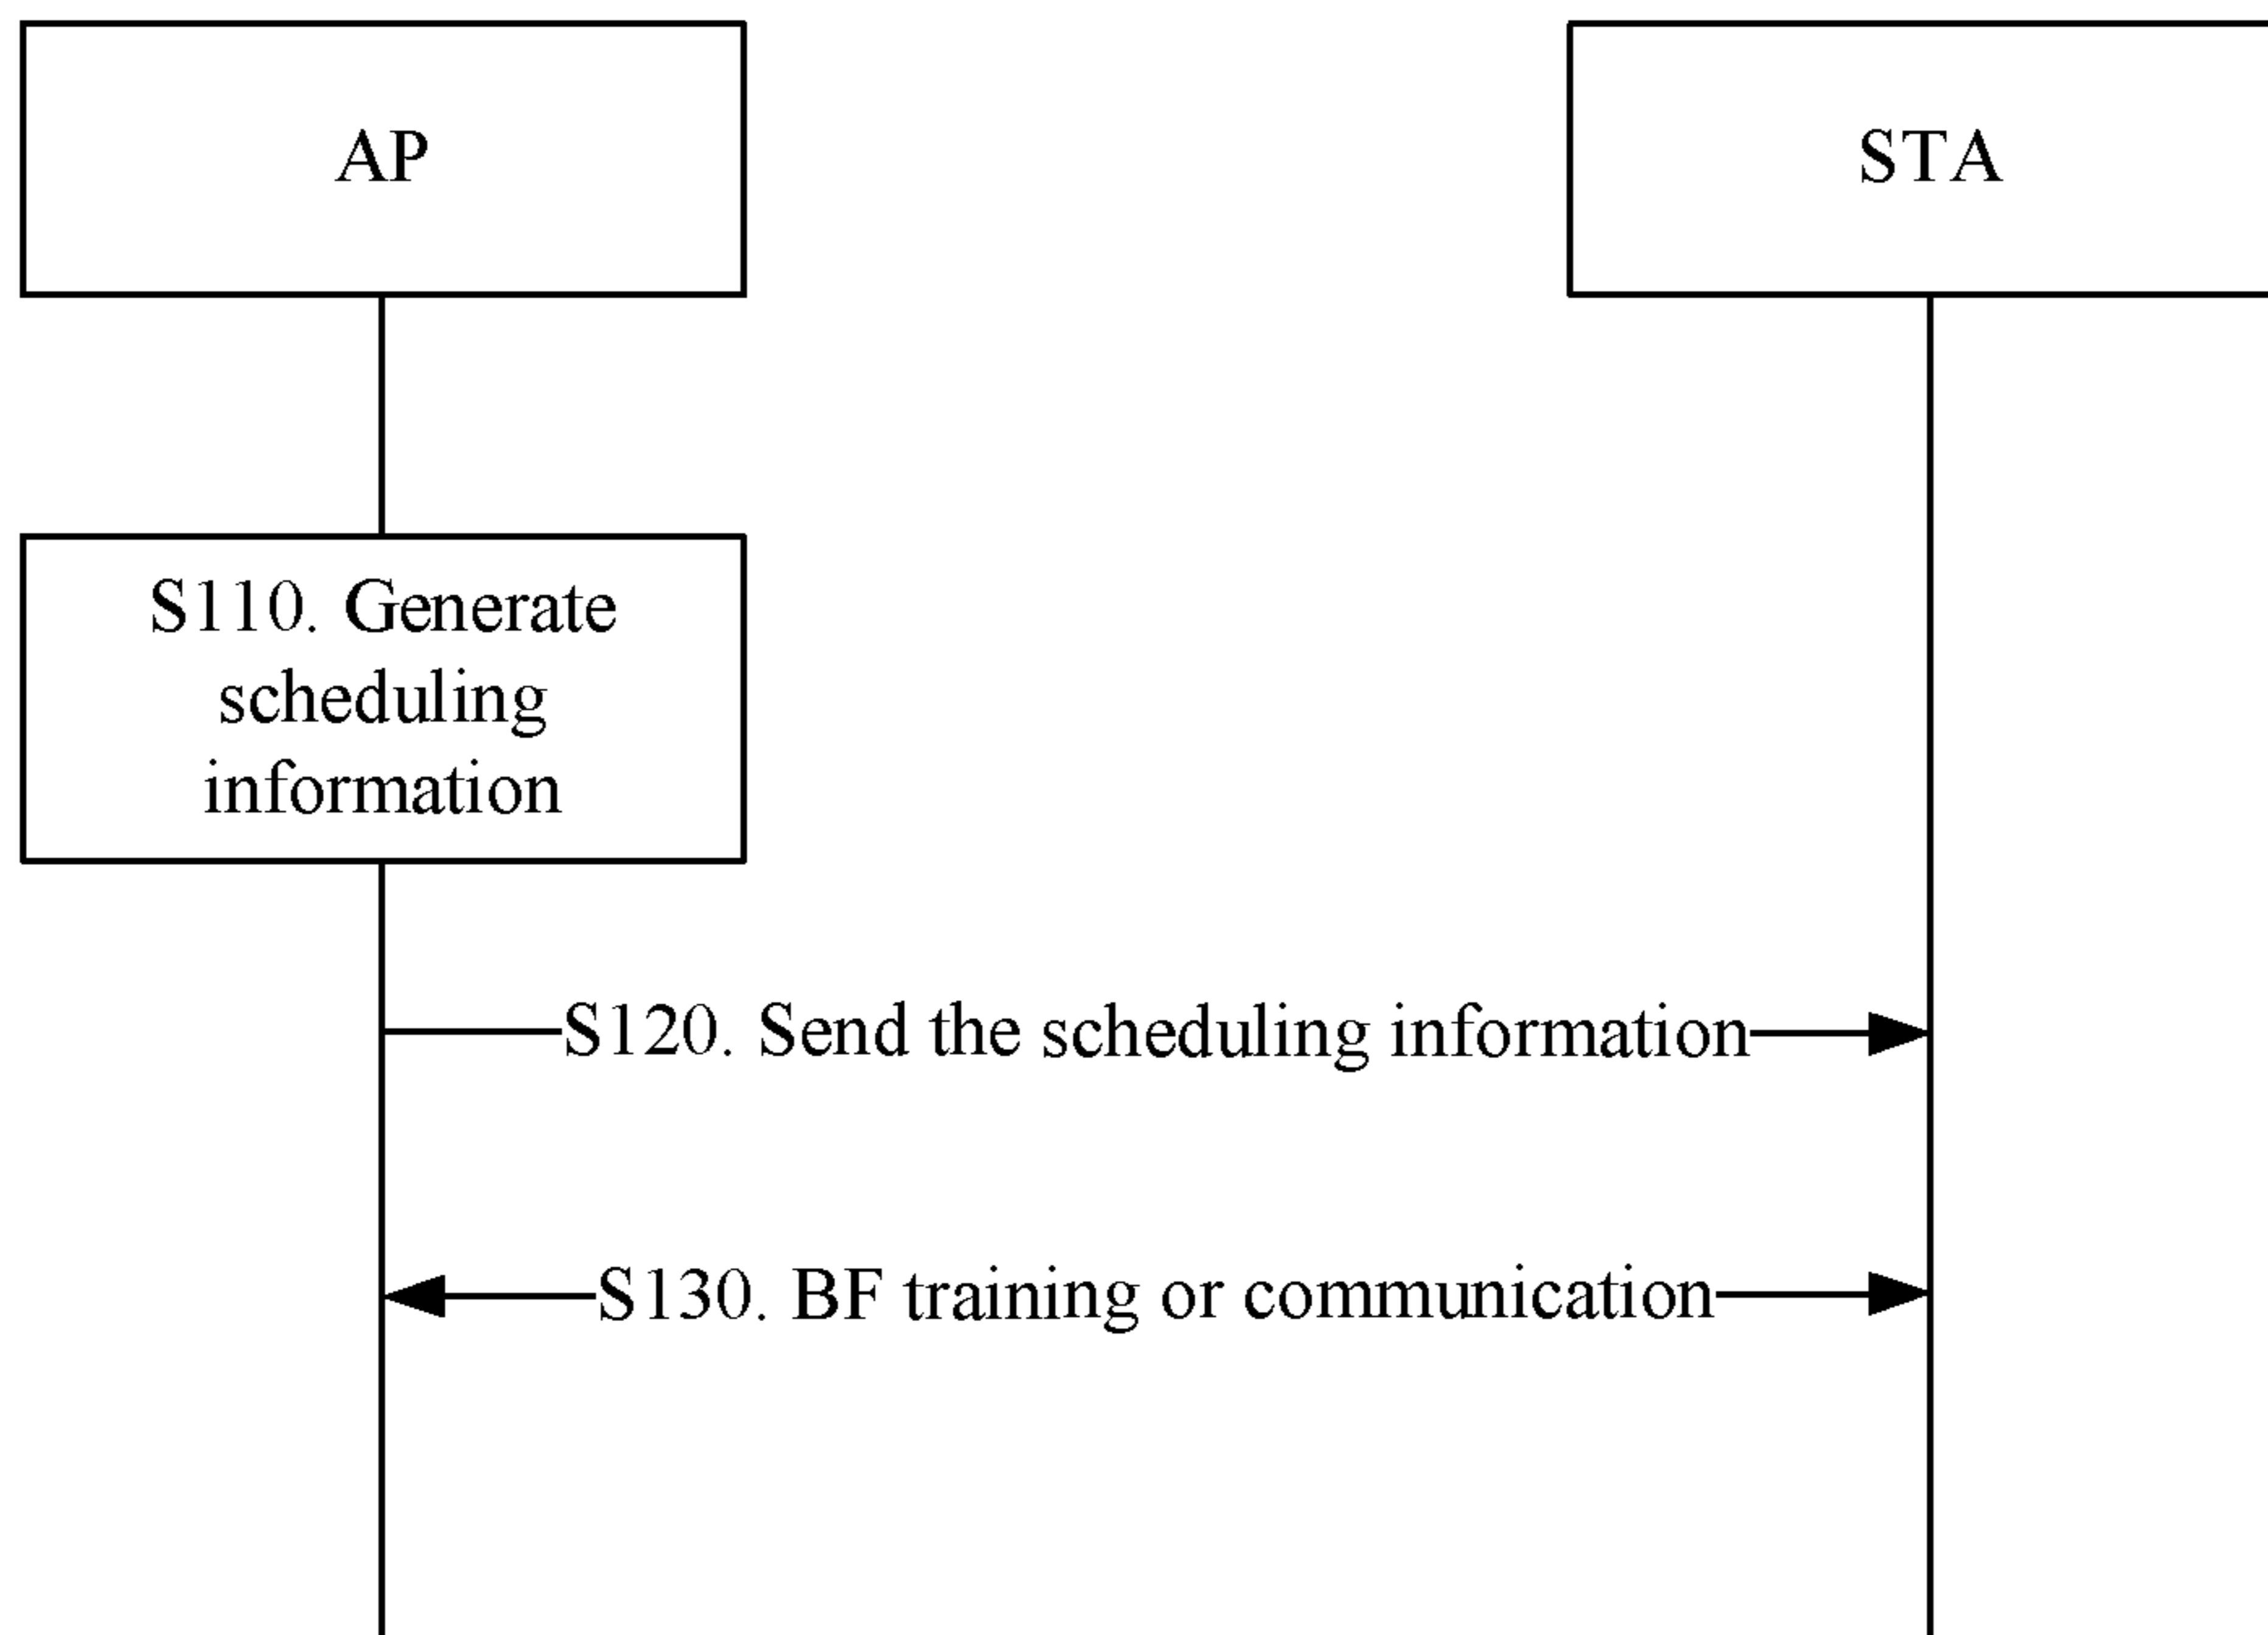 AP
STA
S110. Generate
scheduling
information
S120. Send the scheduling information
S130. BF training or communication